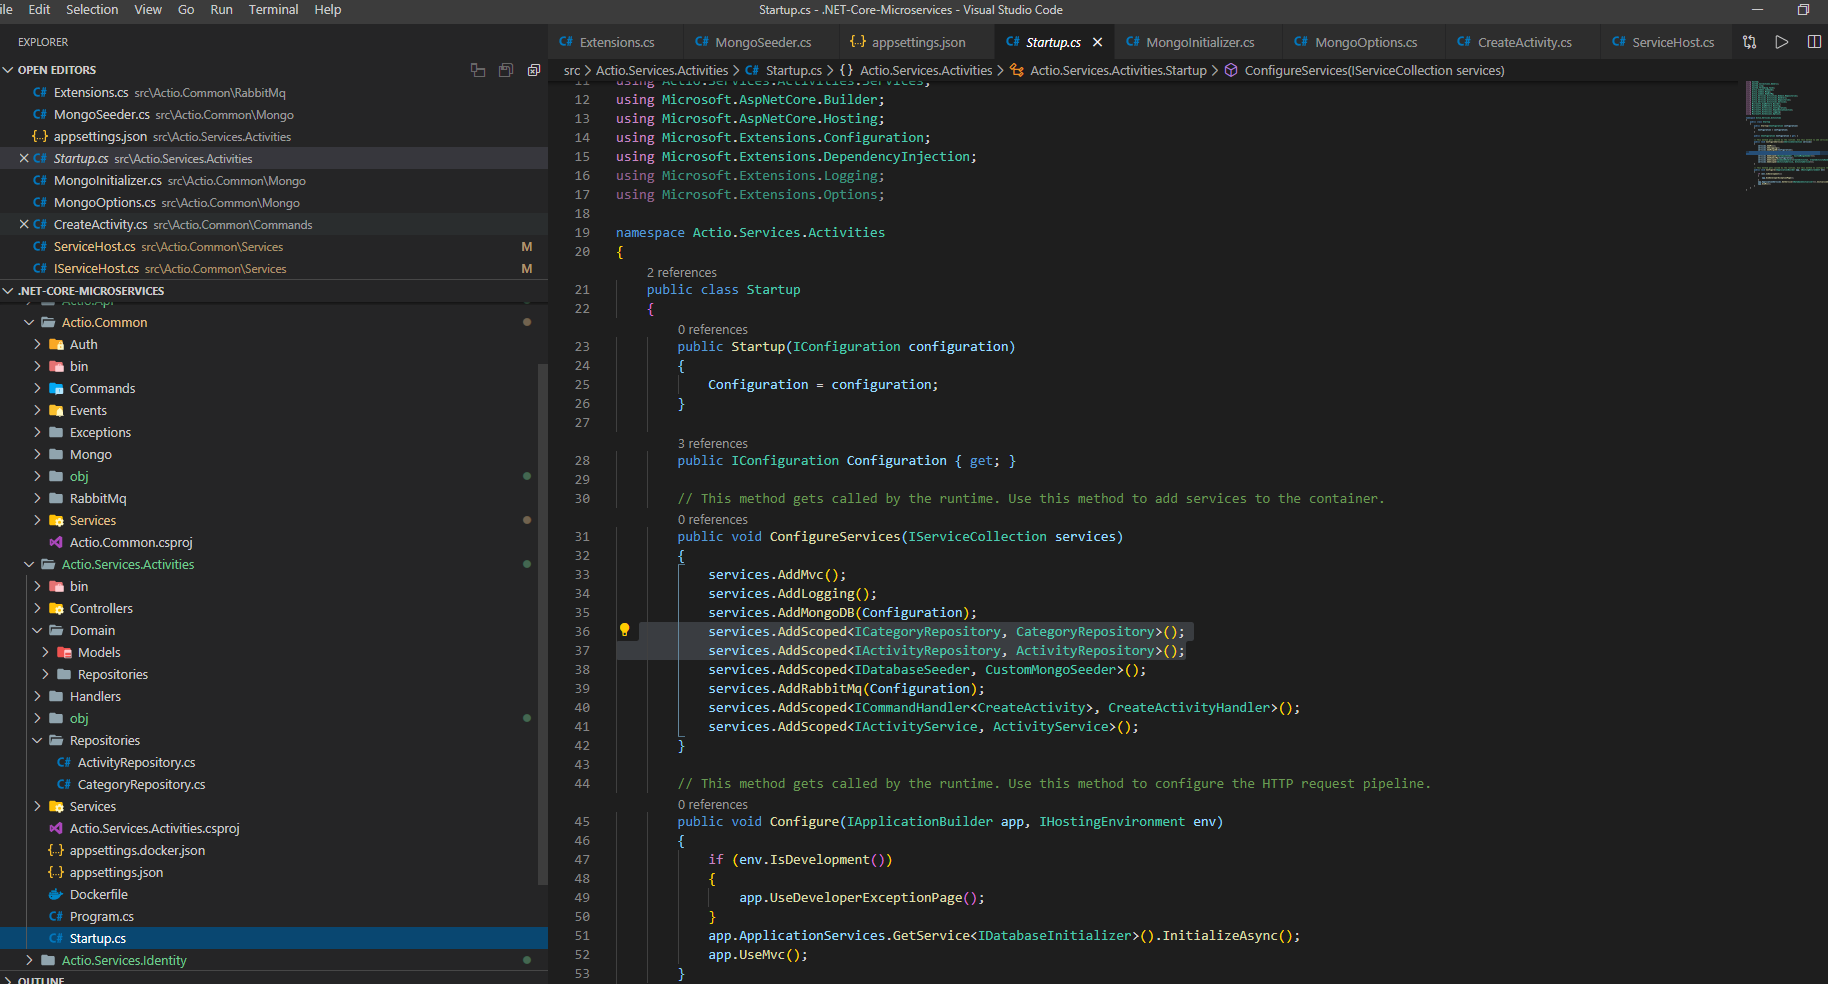 ile Edit Selection View Go Run Terminal Help
Startup.cs - .NET-Core-Microservices - Visual Studio Code
EXPLORER
OPEN EDITORS
C# Extensions.cs src\Actio.Common\RabbitMq
C# MongoSeeder.cs src\Actio.Common\Mongo
{..} appsettings.json src\Actio.Services.Activities
C# Startup.cs src\Actio.Services.Activities
C# MongoInitializer.cs src\Actio.Common\Mongo
C# MongoOptions.cs src\Actio.Common\Mongo
C# CreateActivity.cs src\Actio.Common\Commands
C# ServiceHost.cs src\Actio.Common\Services M
C# IServiceHost.cs src\Actio.Common\Services M
.NET-CORE-MICROSERVICES
Actio.Api
Actio.Common
Auth
bin
Commands
Events
Exceptions
Mongo
obj
RabbitMq
Services
Actio.Common.csproj
Actio.Services.Activities
bin
Controllers
Domain
Models
Repositories
Handlers
obj
Repositories
C# ActivityRepository.cs
C# CategoryRepository.cs
Services
Actio.Services.Activities.csproj
{..} appsettings.docker.json
{..} appsettings.json
Dockerfile
C# Program.cs
C# Startup.cs
Actio.Services.Identity
OUTLINE
C# Extensions.cs C# MongoSeeder.cs {..} appsettings.json C# Startup.cs C# MongoInitializer.cs C# MongoOptions.cs C# CreateActivity.cs C# ServiceHost.cs
src > Actio.Services.Activities > C# Startup.cs > {} Actio.Services.Activities > Actio.Services.Activities.Startup > ConfigureServices(IServiceCollection services)
11 using Actio.Services.Activities.Services;
12 using Microsoft.AspNetCore.Builder;
13 using Microsoft.AspNetCore.Hosting;
14 using Microsoft.Extensions.Configuration;
15 using Microsoft.Extensions.DependencyInjection;
16 using Microsoft.Extensions.Logging;
17 using Microsoft.Extensions.Options;
18
19 namespace Actio.Services.Activities
20 {
2 references
21 public class Startup
22 {
0 references
23 public Startup(IConfiguration configuration)
24 {
25 Configuration = configuration;
26 }
27
3 references
28 public IConfiguration Configuration { get; }
29
30 // This method gets called by the runtime. Use this method to add services to the container.
0 references
31 public void ConfigureServices(IServiceCollection services)
32 {
33 services.AddMvc();
34 services.AddLogging();
35 services.AddMongoDB(Configuration);
36 services.AddScoped<ICategoryRepository, CategoryRepository>();
37 services.AddScoped<IActivityRepository, ActivityRepository>();
38 services.AddScoped<IDatabaseSeeder, CustomMongoSeeder>();
39 services.AddRabbitMq(Configuration);
40 services.AddScoped<ICommandHandler<CreateActivity>, CreateActivityHandler>();
41 services.AddScoped<IActivityService, ActivityService>();
42 }
43
44 // This method gets called by the runtime. Use this method to configure the HTTP request pipeline.
0 references
45 public void Configure(IApplicationBuilder app, IHostingEnvironment env)
46 {
47 if (env.IsDevelopment())
48 {
49 app.UseDeveloperExceptionPage();
50 }
51 app.ApplicationServices.GetService<IDatabaseInitializer>().InitializeAsync();
52 app.UseMvc();
53 }